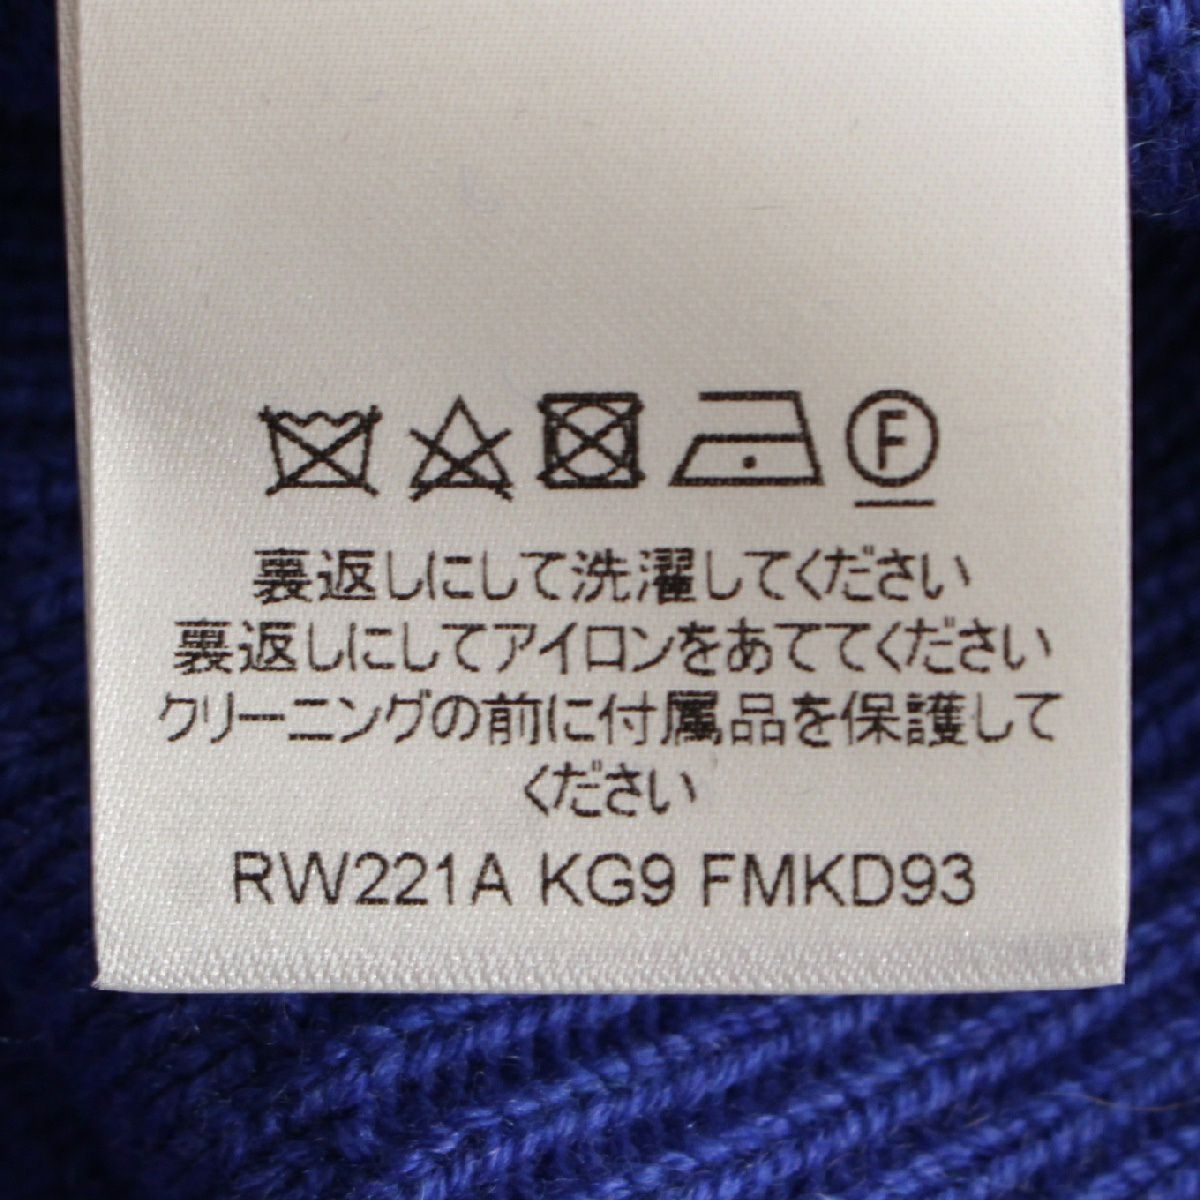 F
裏返しにして洗濯してください
裏返しにしてアイロンをあててください
クリーニングの前に付属品を保護して
ください
RW221A KG9 FMKD93